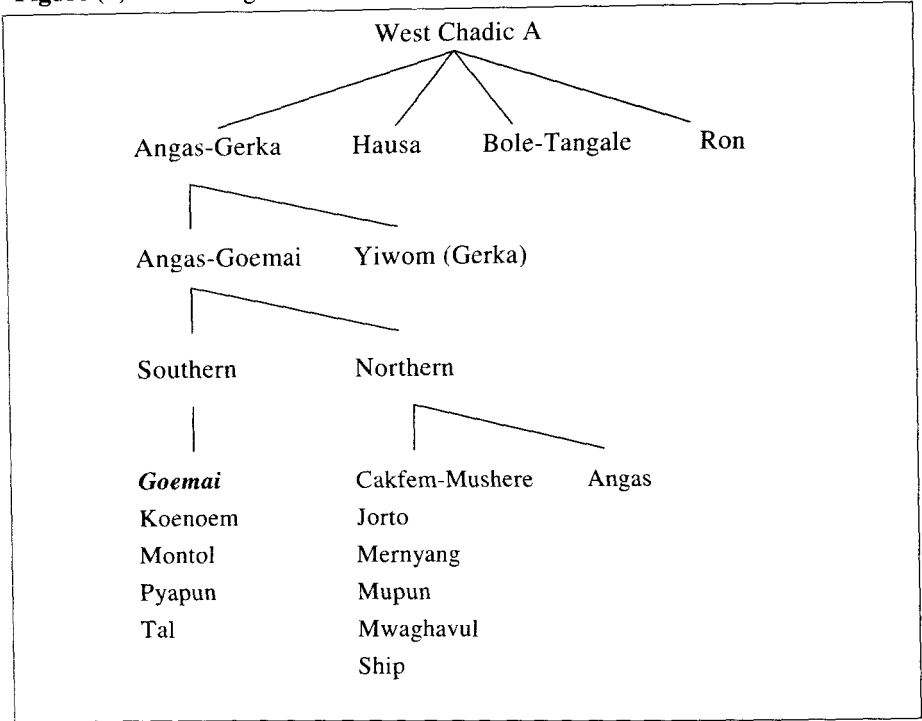 West Chadic A
Angas-Gerka Hausa Bole-Tangale Ron
Angas-Goemai Yiwom (Gerka)
Southern Northern
Goemai Cakfem-Mushere Angas
Koenoem Jorto
Montol Mernyang
Pyapun Mupun
Tal Mwaghavul
Ship